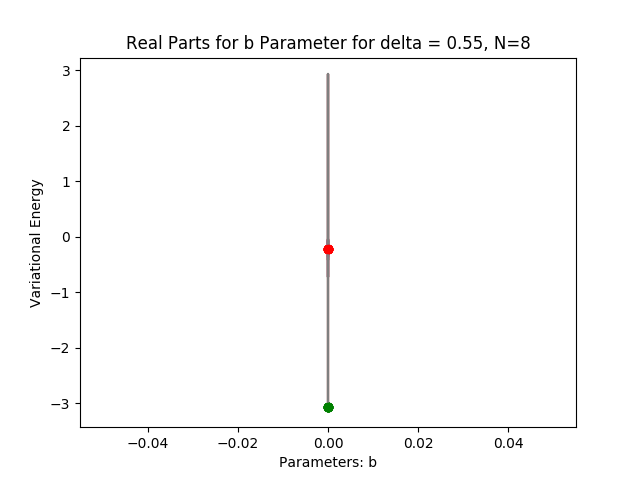 Real Parts for b Parameter for delta = 0.55, N=8
3
2
1
0
−1
−2
−3
Variational Energy
−0.04 −0.02 0.00 0.02 0.04
Parameters: b